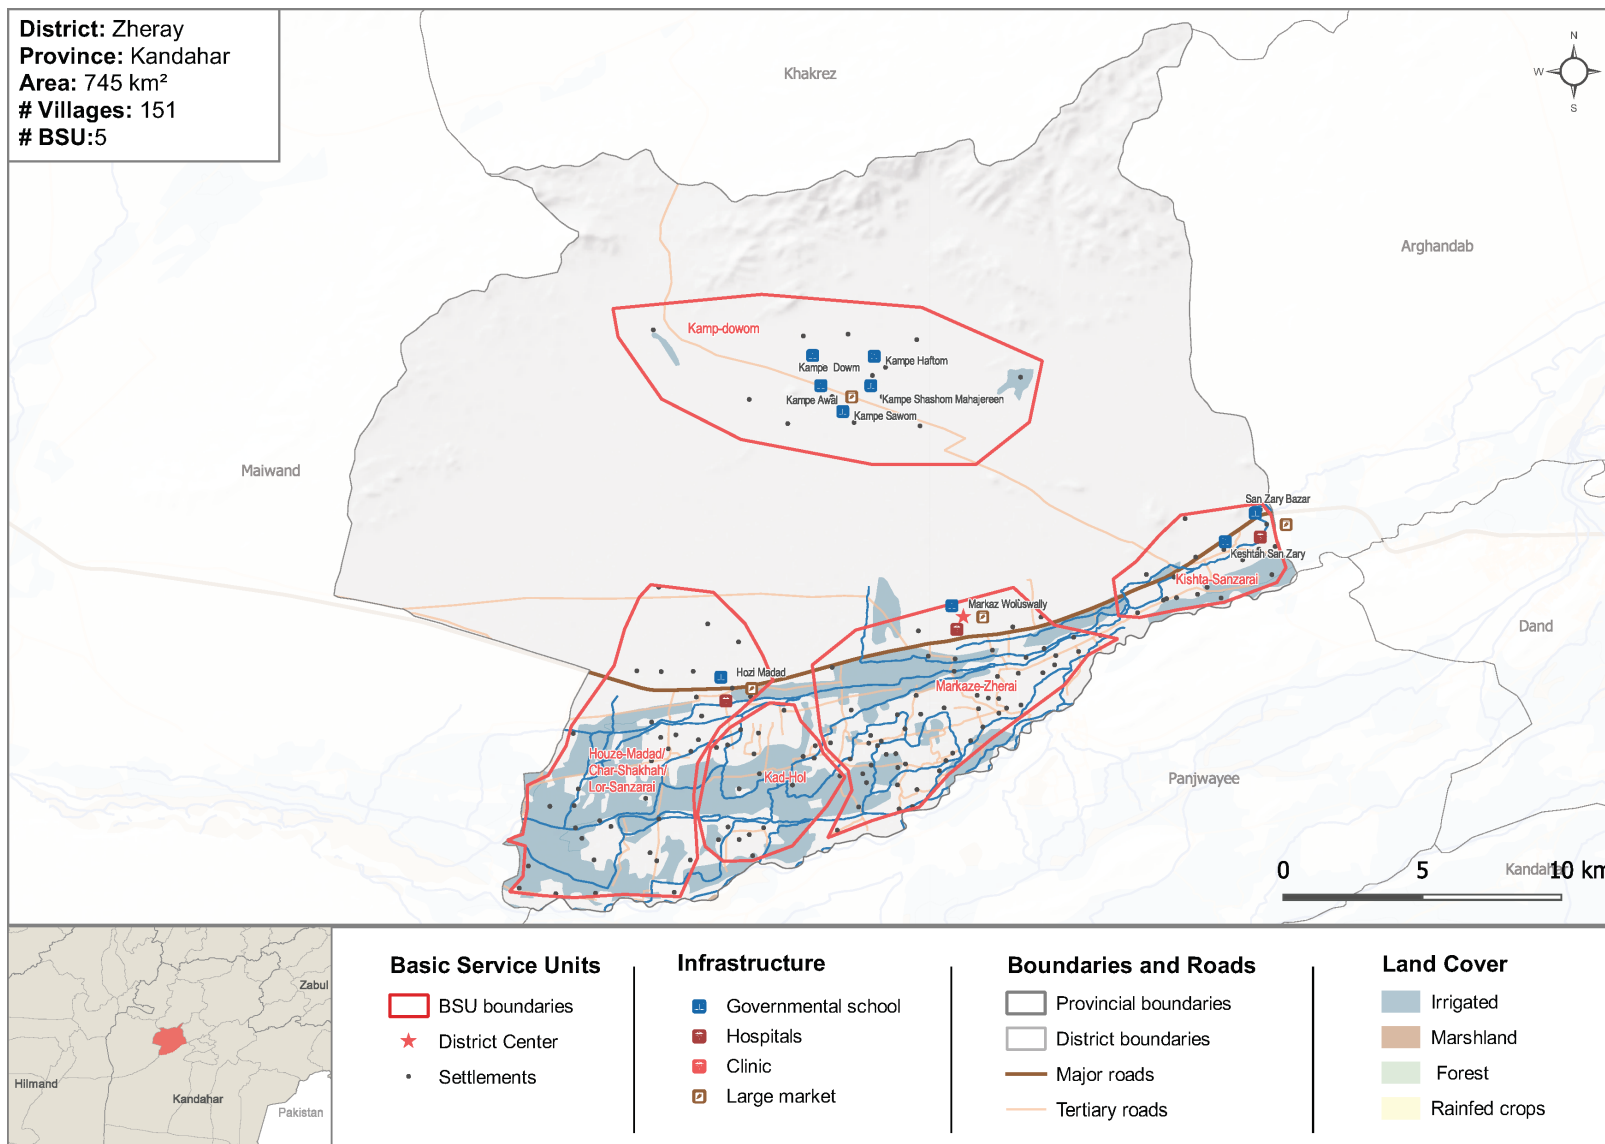 District: Zheray
Province: Kandahar
Area: 745 km²
# Villages: 151
# BSU:5
Khakrez
N
W
S
Arghandab
Maiwand
Kamp-dowom
Kampe Dowm
Kampe Haftom
Kampe Awal
Kampe Shashom Mahajereen
Kampe Sawom
San Zary Bazar
Keshtah San Zary
Kishta-Sanzarai
Markaz Woluswally
Dand
Hozi Madad
Markaze-Zherai
Houze-Madad/
Char-Shakhah/
Lor-Sanzarai
Kad-Hol
Panjwayee
Kandahar
0 5 10 km
Zabul
Hilmand
Kandahar
Pakistan
Basic Service Units
BSU boundaries
District Center
Settlements
Infrastructure
Governmental school
Hospitals
Clinic
Large market
Boundaries and Roads
Provincial boundaries
District boundaries
Major roads
Tertiary roads
Land Cover
Irrigated
Marshland
Forest
Rainfed crops